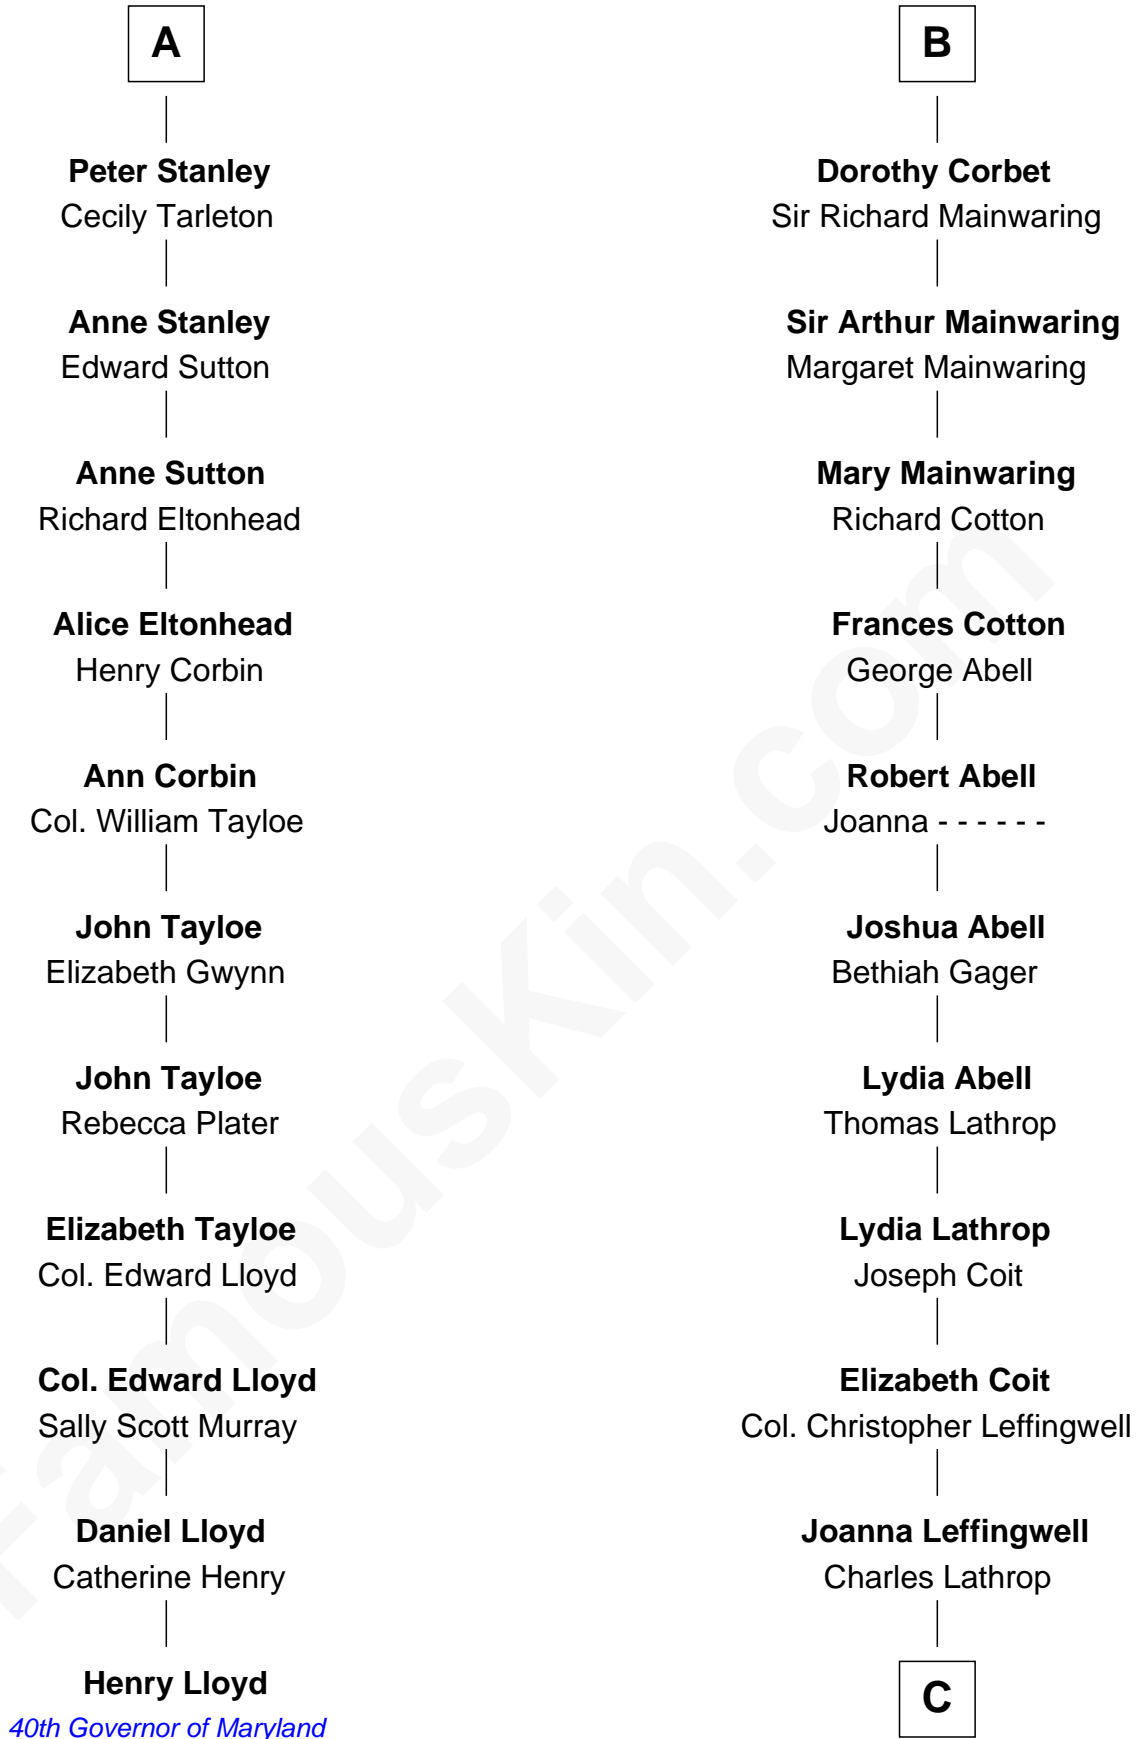 A
Peter Stanley
Cecily Tarleton
Anne Stanley
Edward Sutton
Anne Sutton
Richard Eltonhead
Alice Eltonhead
Henry Corbin
Ann Corbin
Col. William Tayloe
John Tayloe
Elizabeth Gwynn
John Tayloe
Rebecca Plater
Elizabeth Tayloe
Col. Edward Lloyd
Col. Edward Lloyd
Sally Scott Murray
Daniel Lloyd
Catherine Henry
Henry Lloyd
40th Governor of Maryland
B
Dorothy Corbet
Sir Richard Mainwaring
Sir Arthur Mainwaring
Margaret Mainwaring
Mary Mainwaring
Richard Cotton
Frances Cotton
George Abell
Robert Abell
Joanna - - - - - -
Joshua Abell
Bethiah Gager
Lydia Abell
Thomas Lathrop
Lydia Lathrop
Joseph Coit
Elizabeth Coit
Col. Christopher Leffingwell
Joanna Leffingwell
Charles Lathrop
C
FamousKin.com